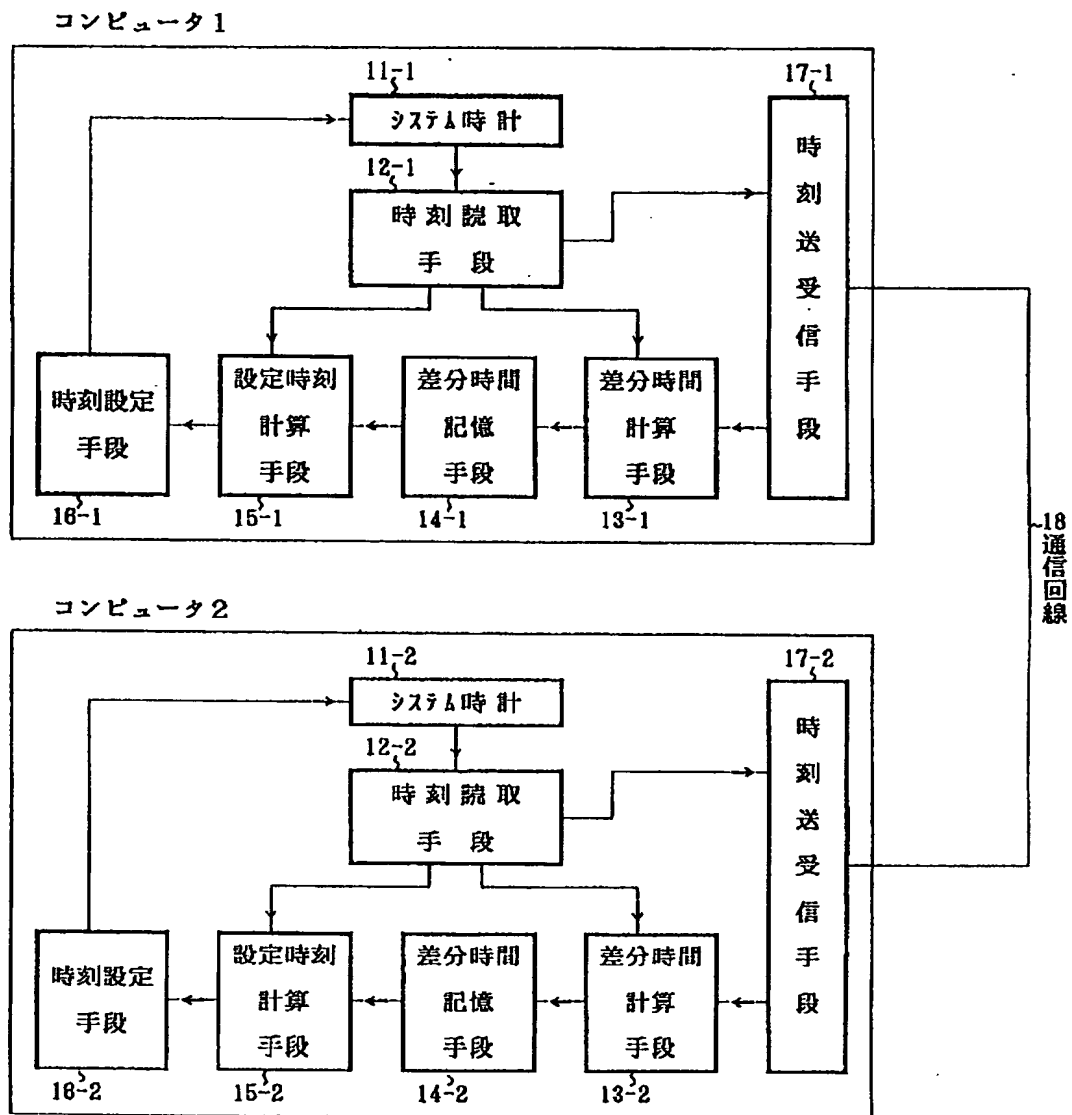 コンピュータ1
11-1
システム時計
12-1
時刻読取
手段
17-1
時刻送受信手段
時刻設定
手段
16-1
設定時刻
計算
手段
15-1
差分時間
記憶
手段
14-1
差分時間
計算
手段
13-1
18
通信回線
コンピュータ2
11-2
システム時計
12-2
時刻読取
手段
17-2
時刻送受信手段
時刻設定
手段
16-2
設定時刻
計算
手段
15-2
差分時間
記憶
手段
14-2
差分時間
計算
手段
13-2